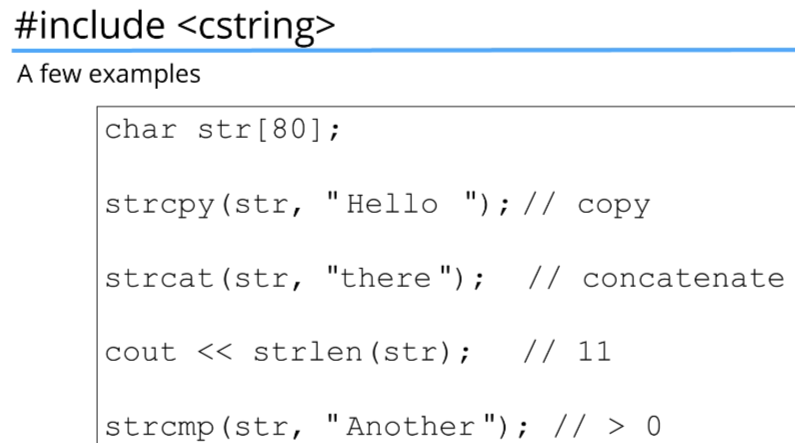 #include <cstring>
A few examples
char str[80];
strcpy(str, "Hello "); // copy
strcat(str, "there"); // concatenate
cout << strlen(str); // 11
strcmp(str, "Another"); // > 0